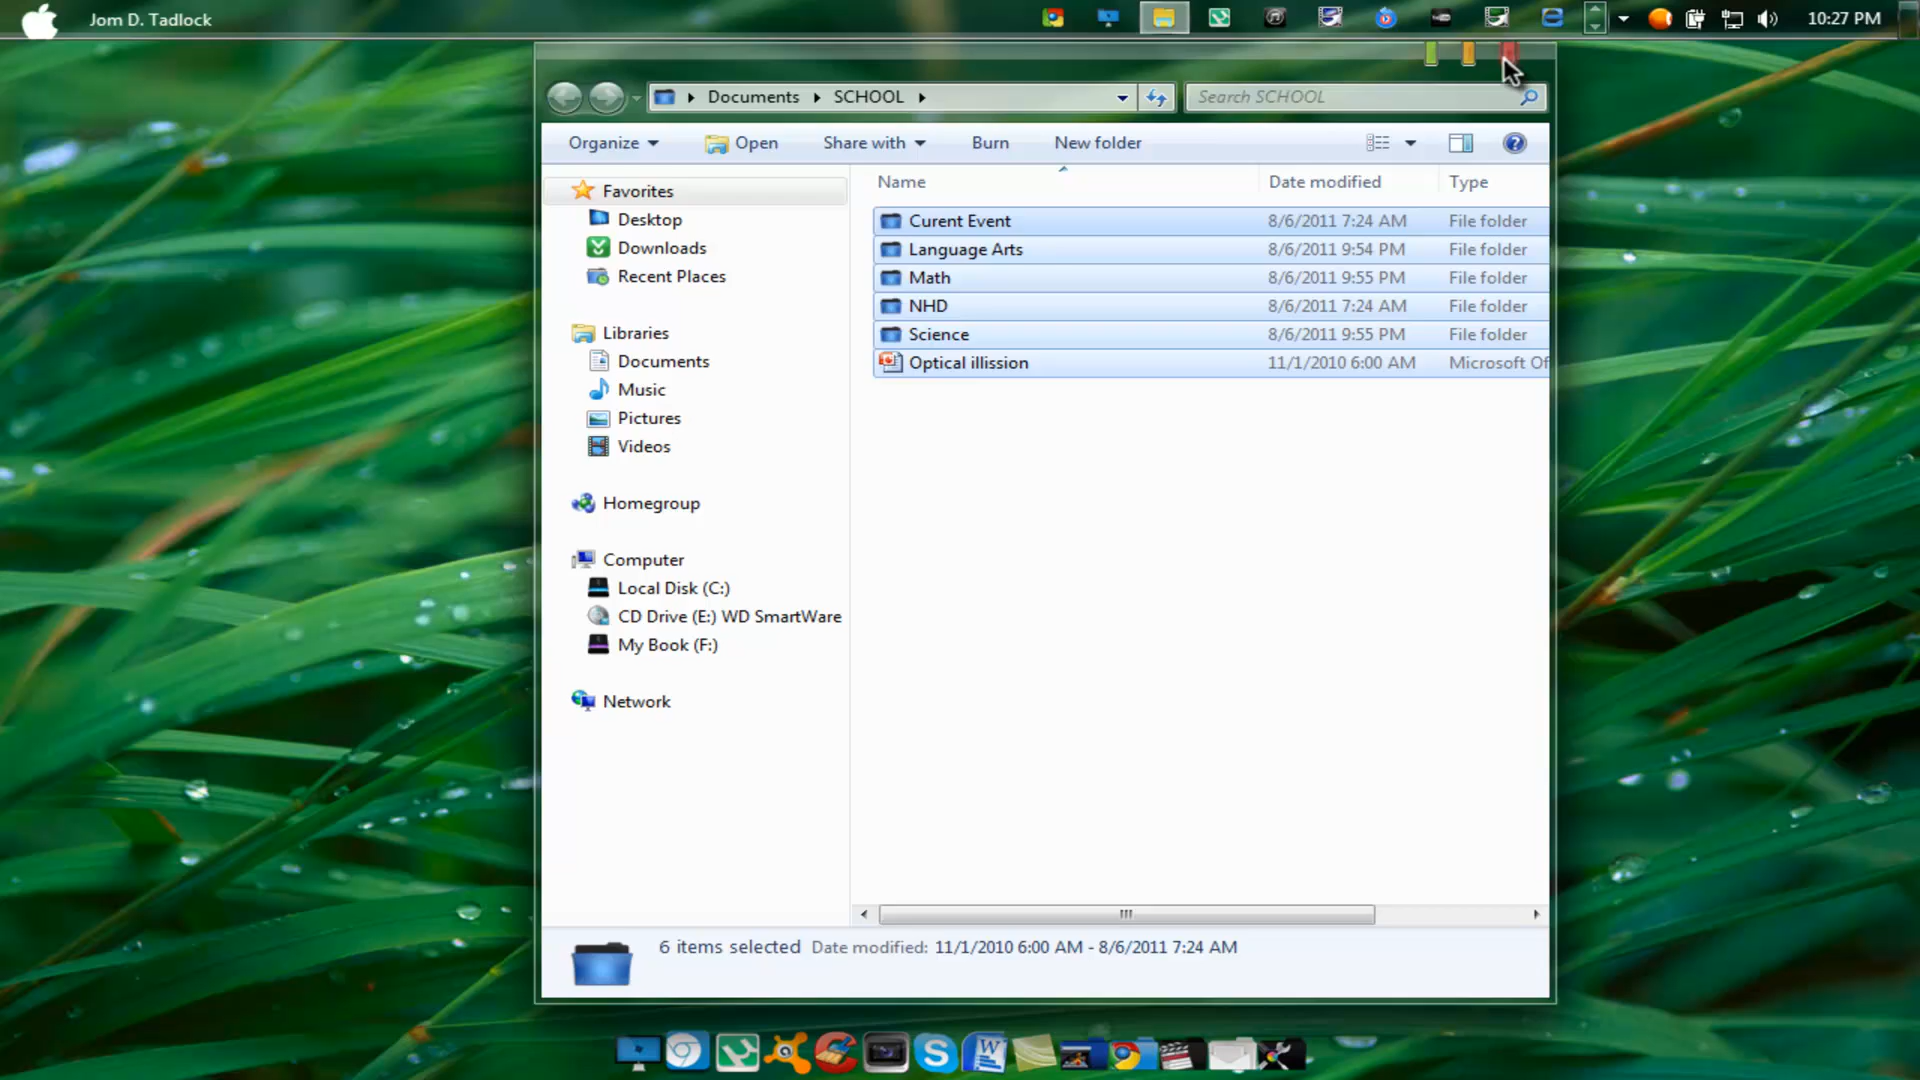 Jom D. Tadlock
10:27 PM
Documents SCHOOL
Search SCHOOL
Organize Open Share with Burn New folder
Name Date modified Type
Favorites
Desktop
Downloads
Recent Places
Libraries
Documents
Music
Pictures
Videos
Homegroup
Computer
Local Disk (C:)
CD Drive (E:) WD SmartWare
My Book (F:)
Network
Curent Event 8/6/2011 7:24 AM File folder
Language Arts 8/6/2011 9:54 PM File folder
Math 8/6/2011 9:55 PM File folder
NHD 8/6/2011 7:24 AM File folder
Science 8/6/2011 9:55 PM File folder
Optical illission 11/1/2010 6:00 AM Microsoft Of
6 items selected Date modified: 11/1/2010 6:00 AM - 8/6/2011 7:24 AM